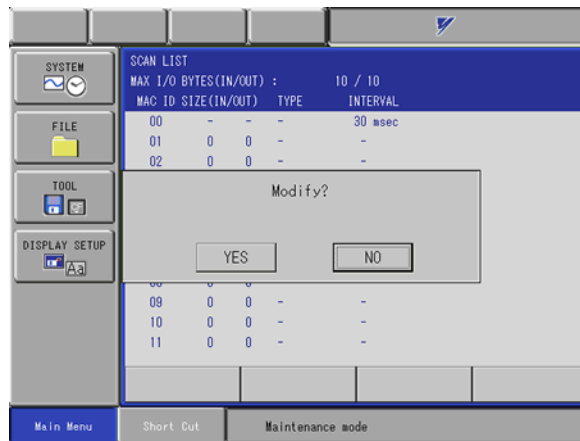 SYSTEM
FILE
TOOL
DISPLAY SETUP
SCAN LIST
MAX I/O BYTES(IN/OUT) : 10 / 10
MAC ID SIZE(IN/OUT) TYPE INTERVAL
00 - - - 30 msec
01 0 0 - -
02 0 0 - -
Modify?
YES NO
09 0 0 - -
10 0 0 - -
11 0 0 - -
Main Menu Short Cut Maintenance mode